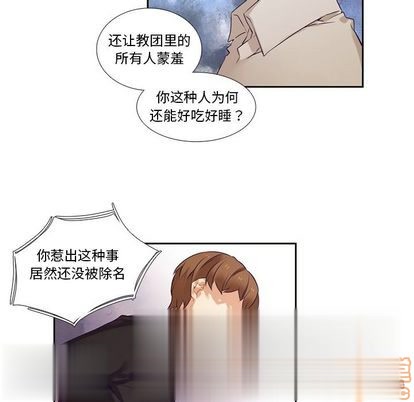 还让教团里的
所有人蒙羞
你这种人为何
还能好吃好睡？
你惹出这种事
居然还没被除名